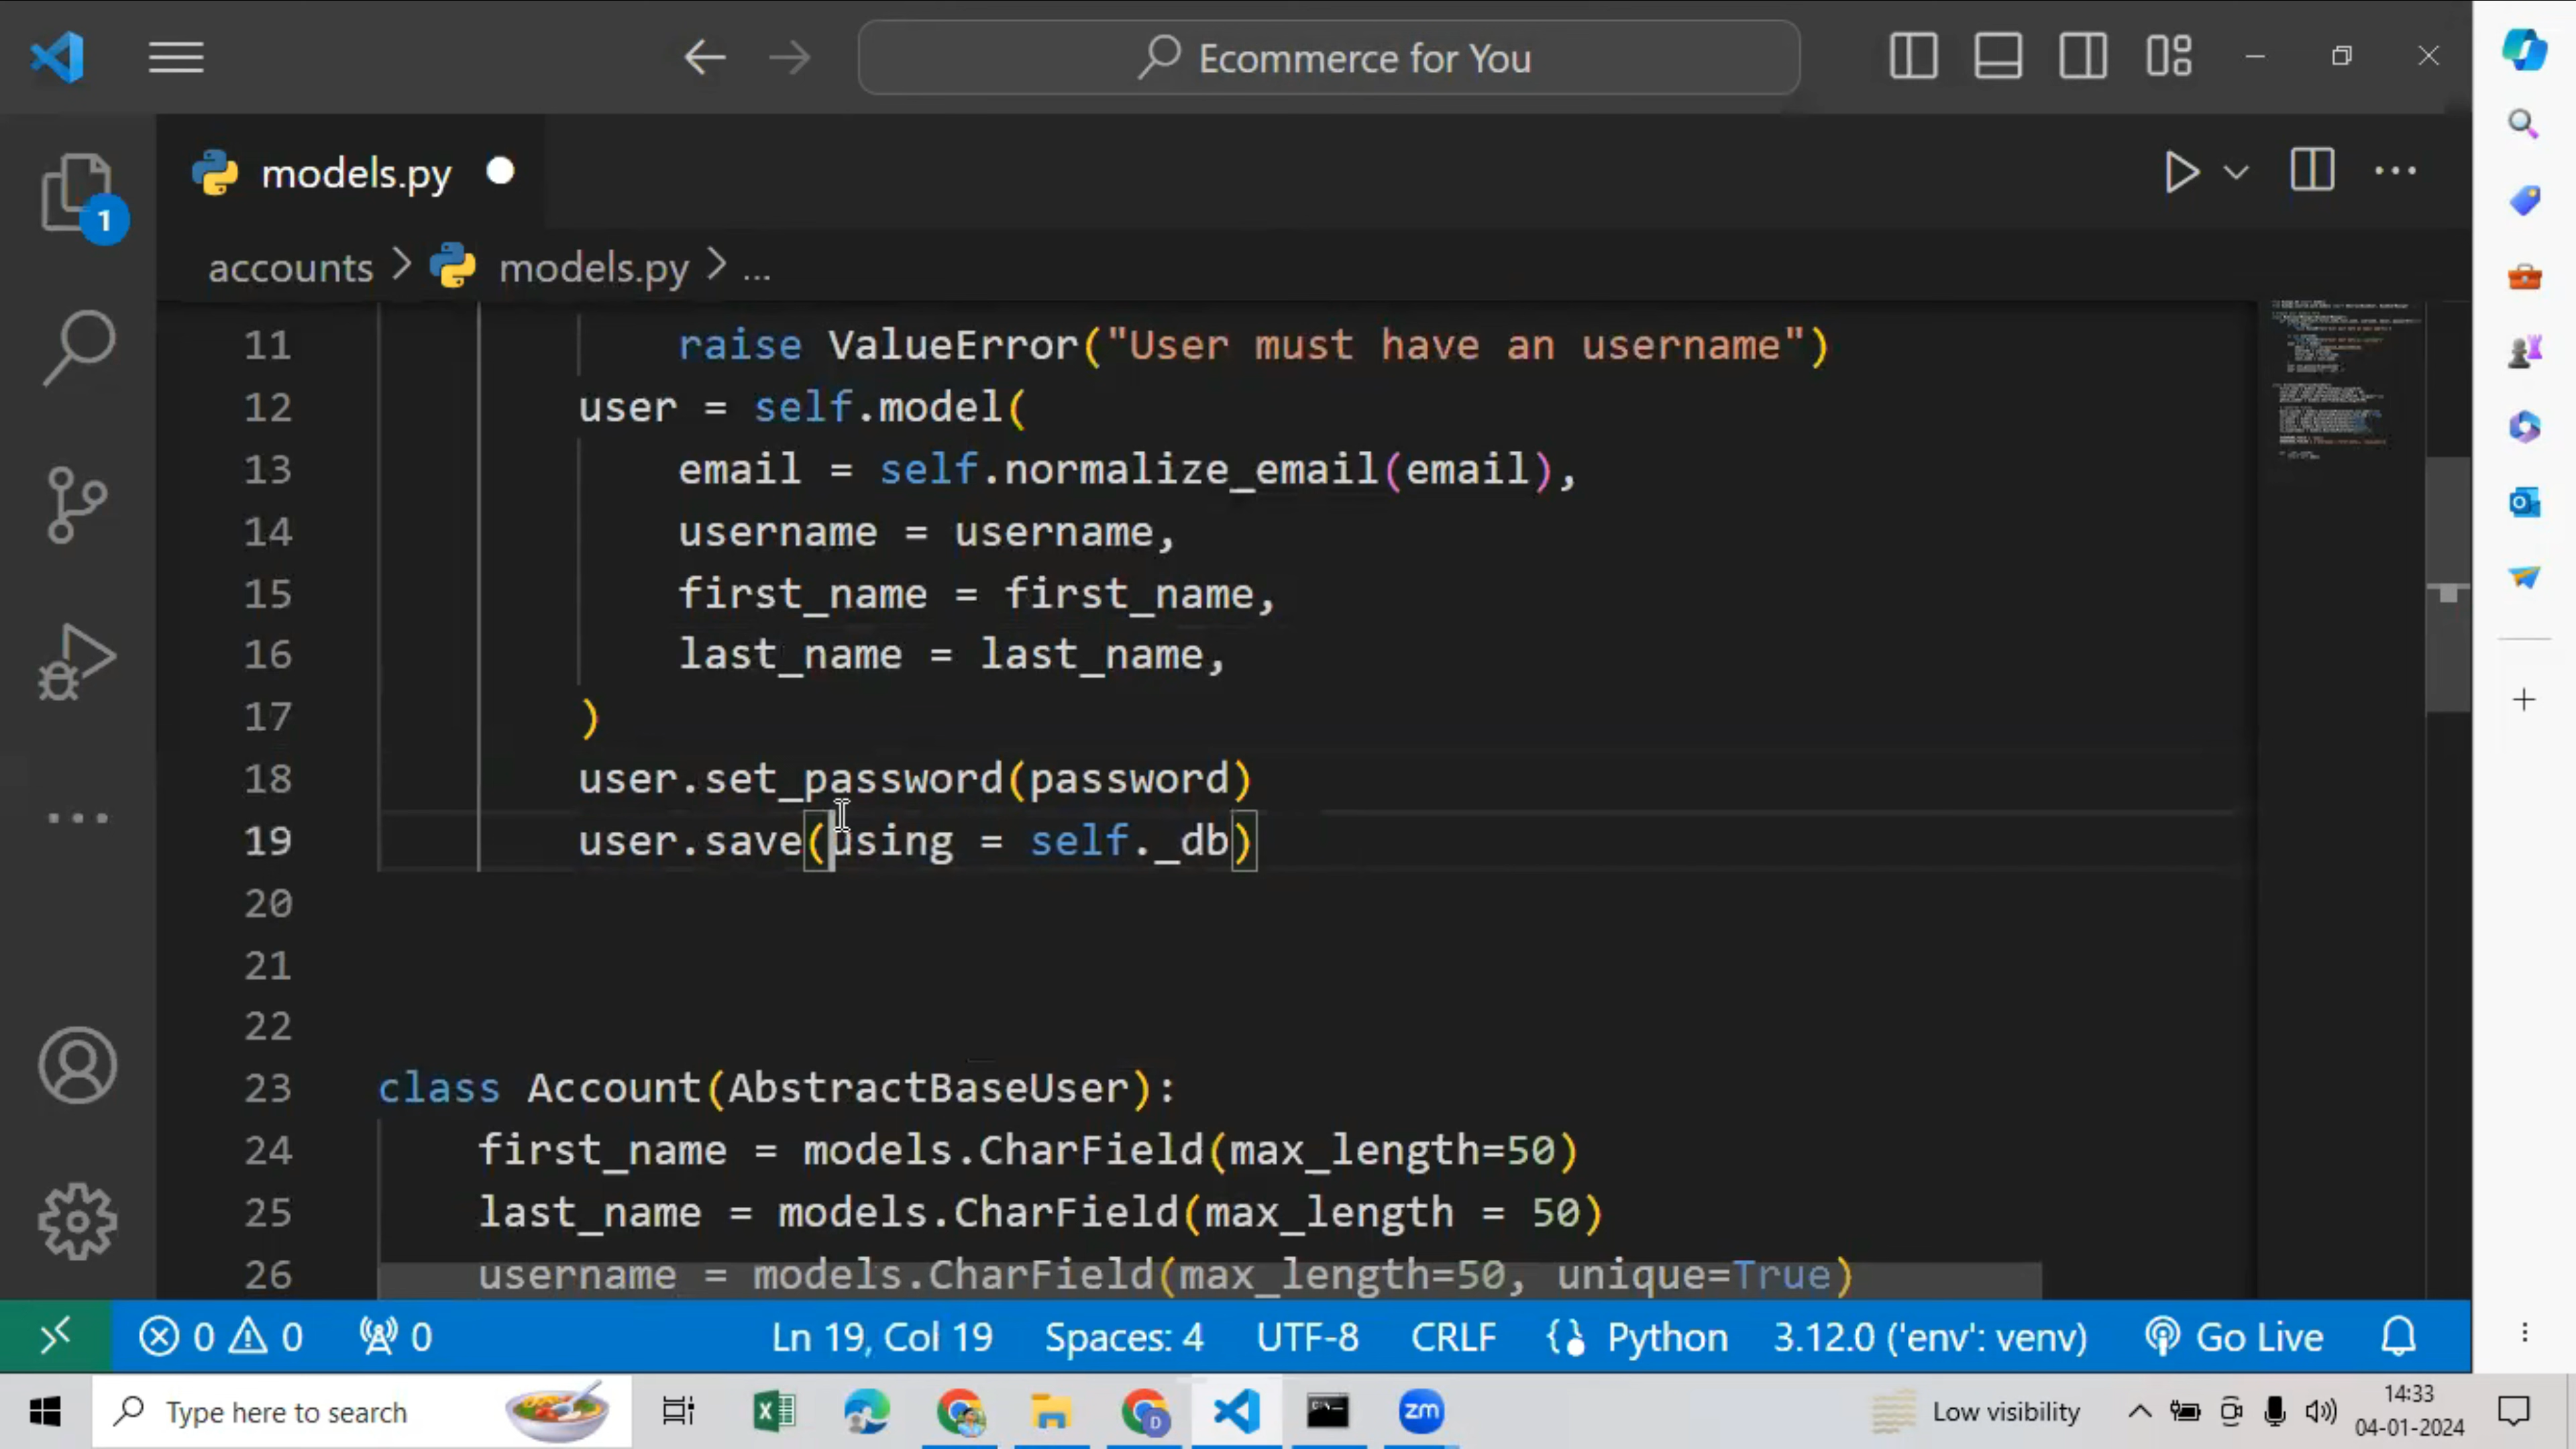 Ecommerce for You
models.py
1
accounts > models.py > ...
11 raise ValueError("User must have an username")
12 user = self.model(
13 email = self.normalize_email(email),
14 username = username,
15 first_name = first_name,
16 last_name = last_name,
17 )
18 user.set_password(password)
19 user.save(using = self._db)
20
21
22
23 class Account(AbstractBaseUser):
24 first_name = models.CharField(max_length=50)
25 last_name = models.CharField(max_length = 50)
26 username = models.CharField(max_length=50, unique=True)
0 0 0 Ln 19, Col 19 Spaces: 4 UTF-8 CRLF Python 3.12.0 ('env': venv) Go Live
Type here to search D zm Low visibility 14:33
04-01-2024